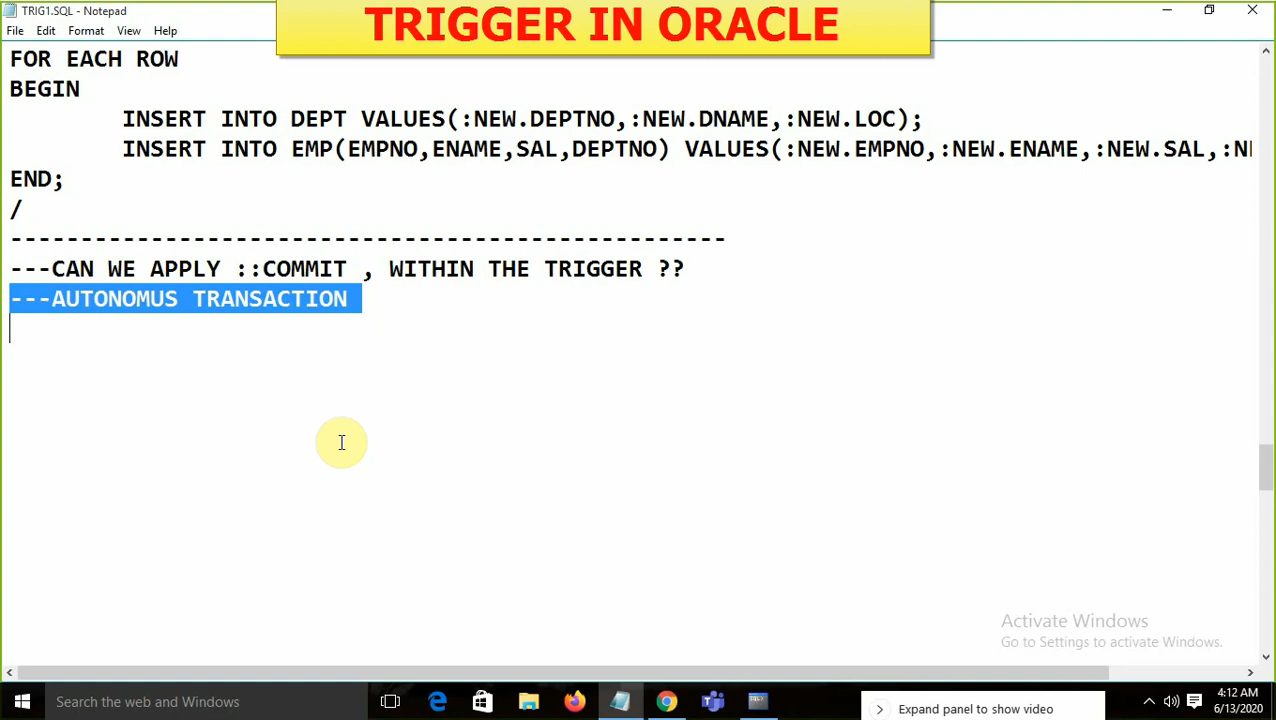 TRIG1.SQL - Notepad
TRIGGER IN ORACLE
File Edit Format View Help
FOR EACH ROW
BEGIN
INSERT INTO DEPT VALUES(:NEW.DEPTNO,:NEW.DNAME,:NEW.LOC);
INSERT INTO EMP(EMPNO,ENAME,SAL,DEPTNO) VALUES(:NEW.EMPNO,:NEW.ENAME,:NEW.SAL,:NE
END;
/
---------------------------------------------------
---CAN WE APPLY ::COMMIT , WITHIN THE TRIGGER ??
---AUTONOMUS TRANSACTION
Activate Windows
Go to Settings to activate Windows.
Search the web and Windows
Expand panel to show video
4:12 AM
6/13/2020